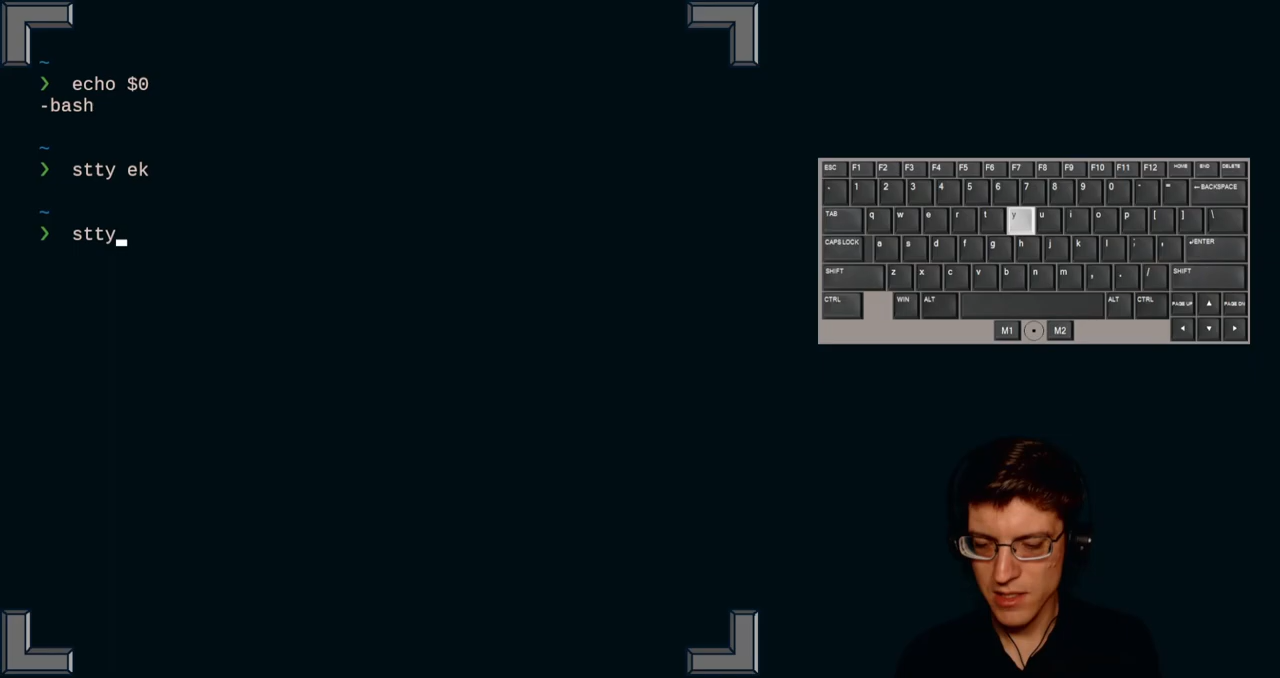 ~
❯ echo $0
-bash
~
❯ stty ek
~
❯ stty
ESC F1 F2 F3 F4 F5 F6 F7 F8 F9 F10 F11 F12 HOME END DELETE
1 2 3 4 5 6 7 8 9 0 - = ←BACKSPACE
TAB q w e r t y u i o p [ ] \
CAPS LOCK a s d f g h j k l ; ↵ENTER
SHIFT z x c v b n m , . / SHIFT
CTRL WIN ALT ALT CTRL PAGE UP ▲ PAGE DN
M1 M2 ◄ ▼ ►